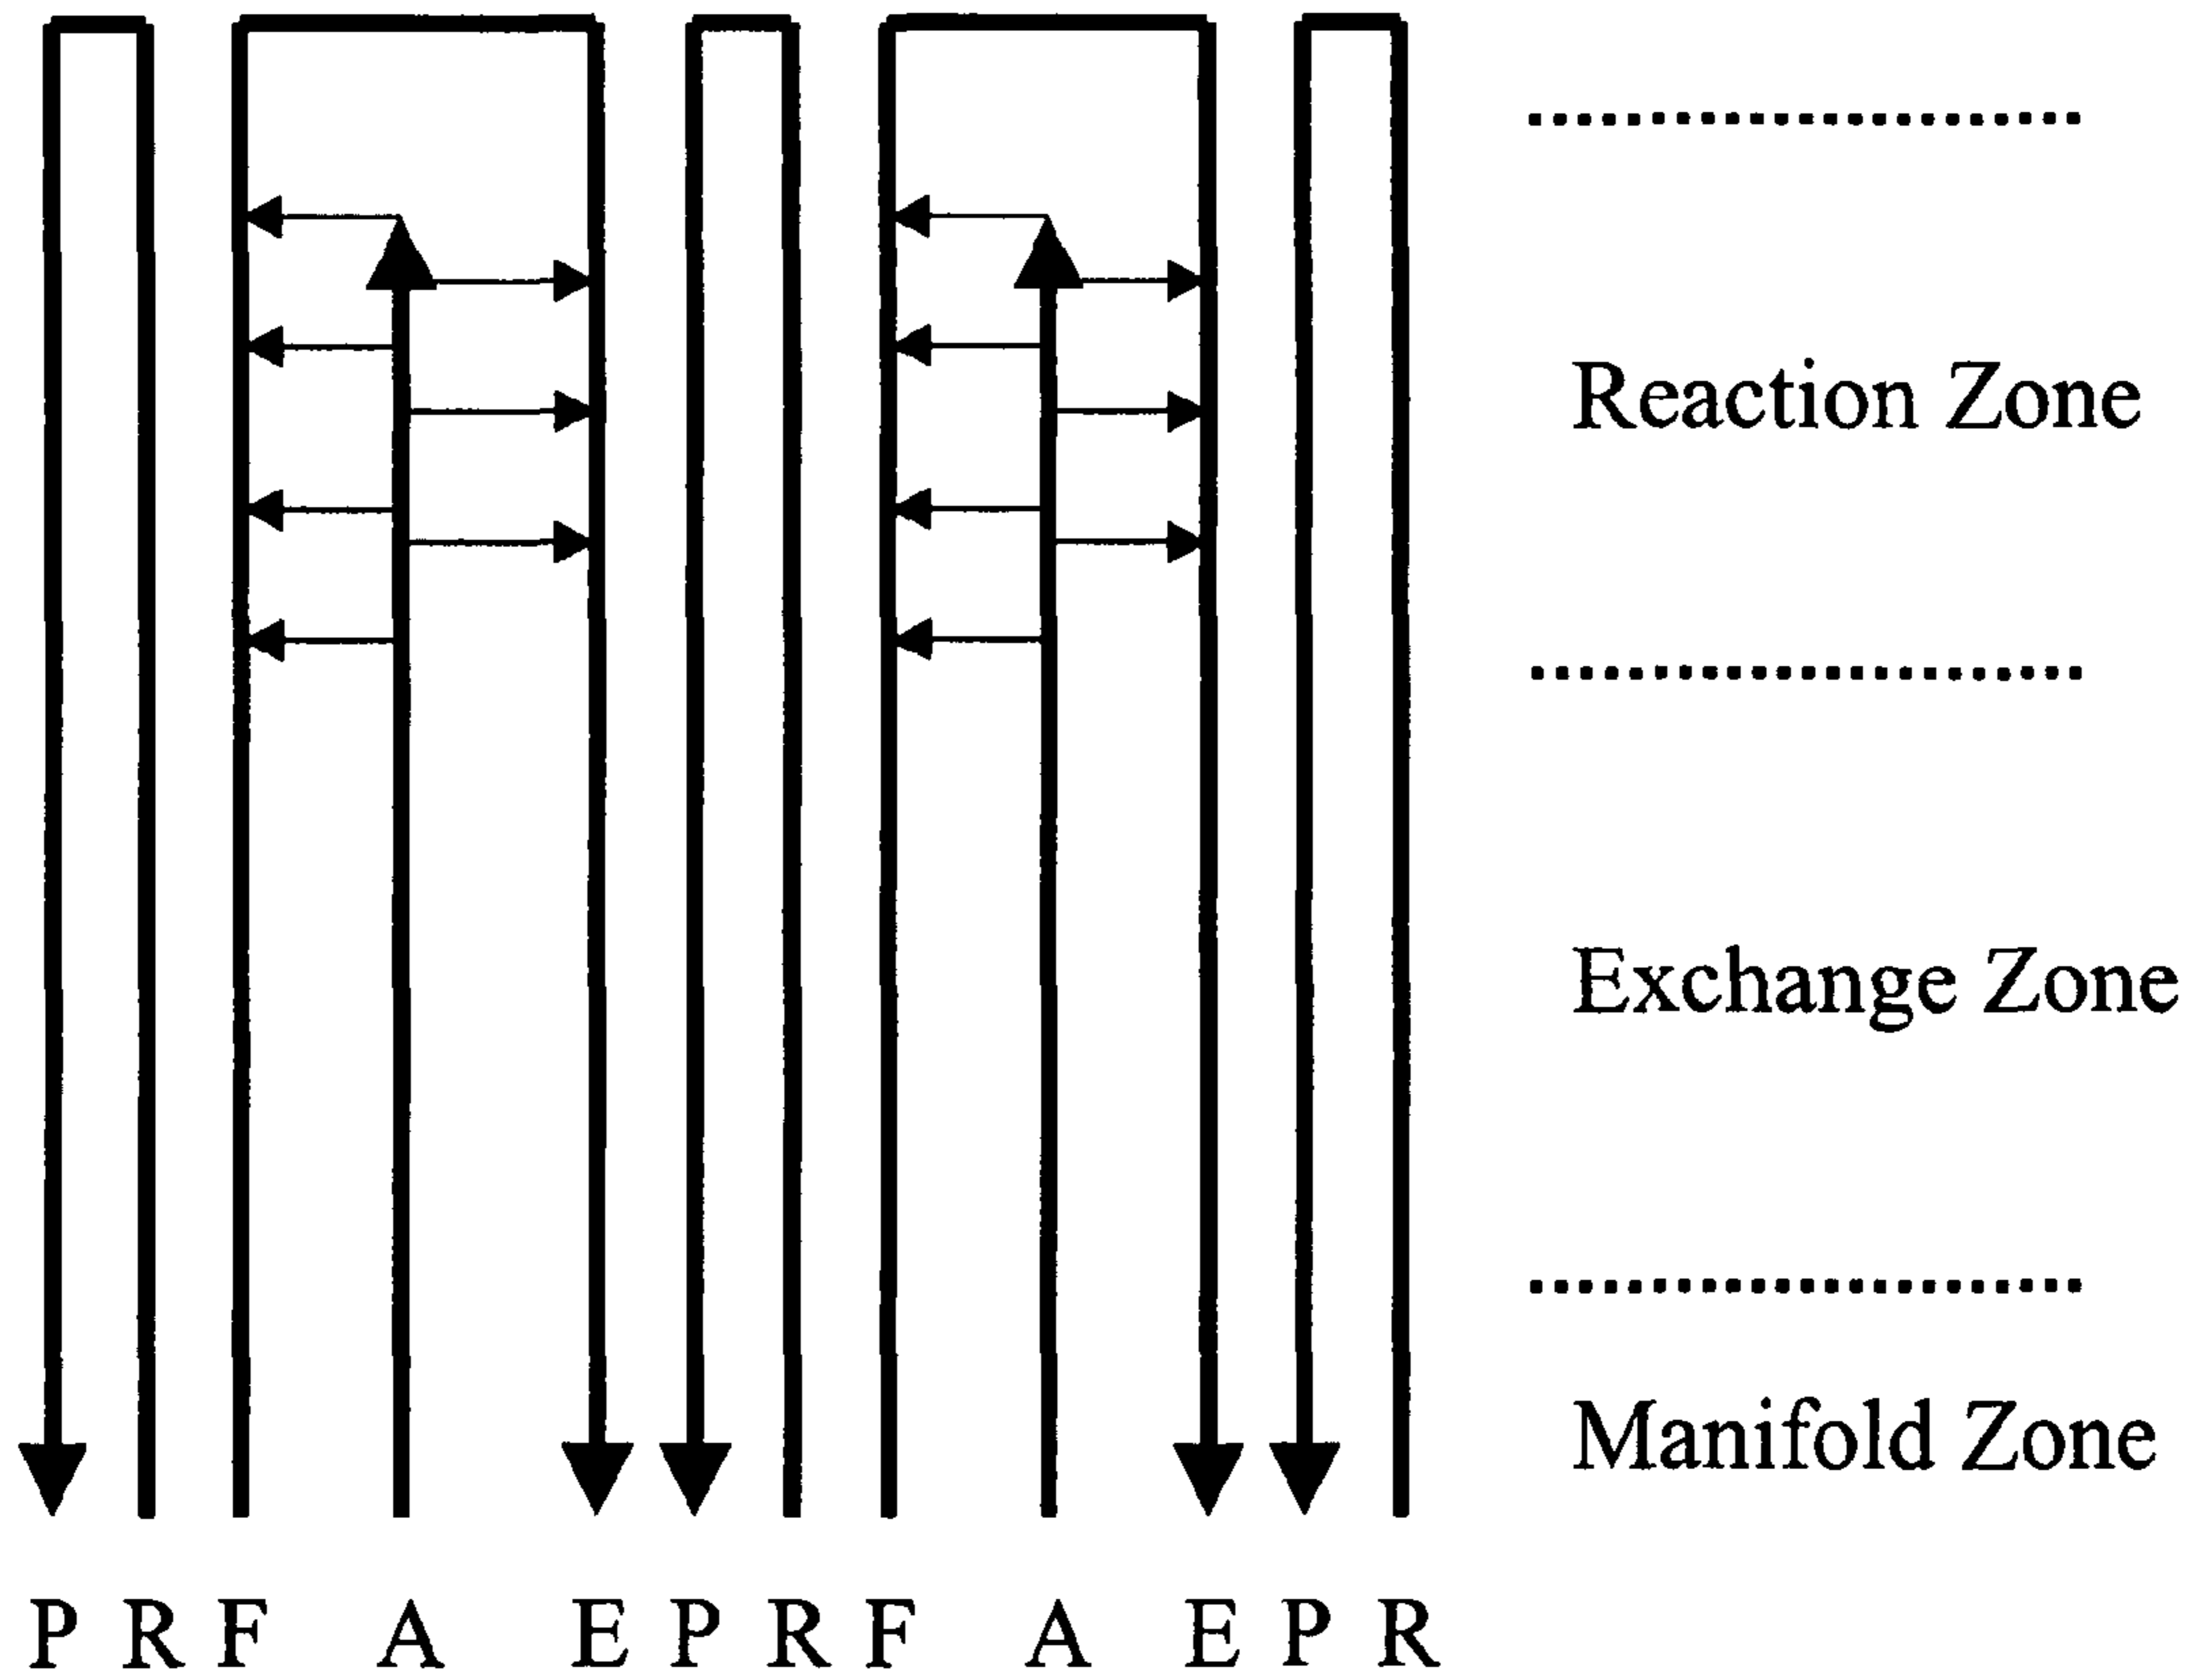 Reaction Zone
Exchange Zone
Manifold Zone
P R F A E P R F A E P R